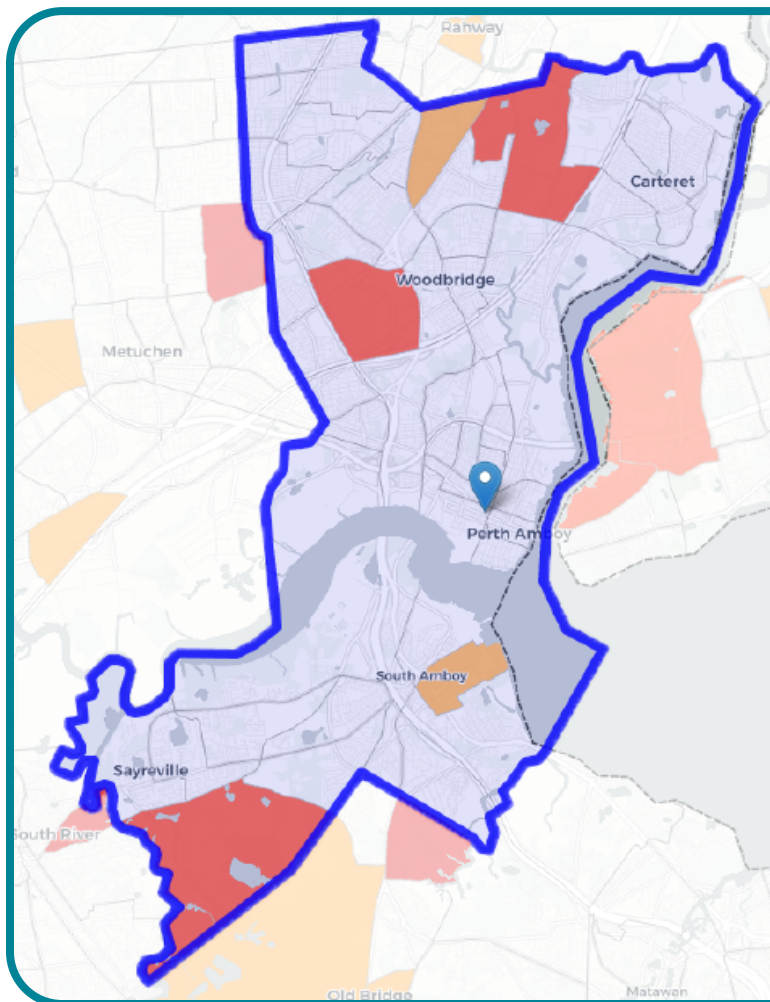 Rahway
Carteret
Woodbridge
Metuchen
Perth Amboy
South Amboy
Sayreville
South River
Old Bridge
Matawan